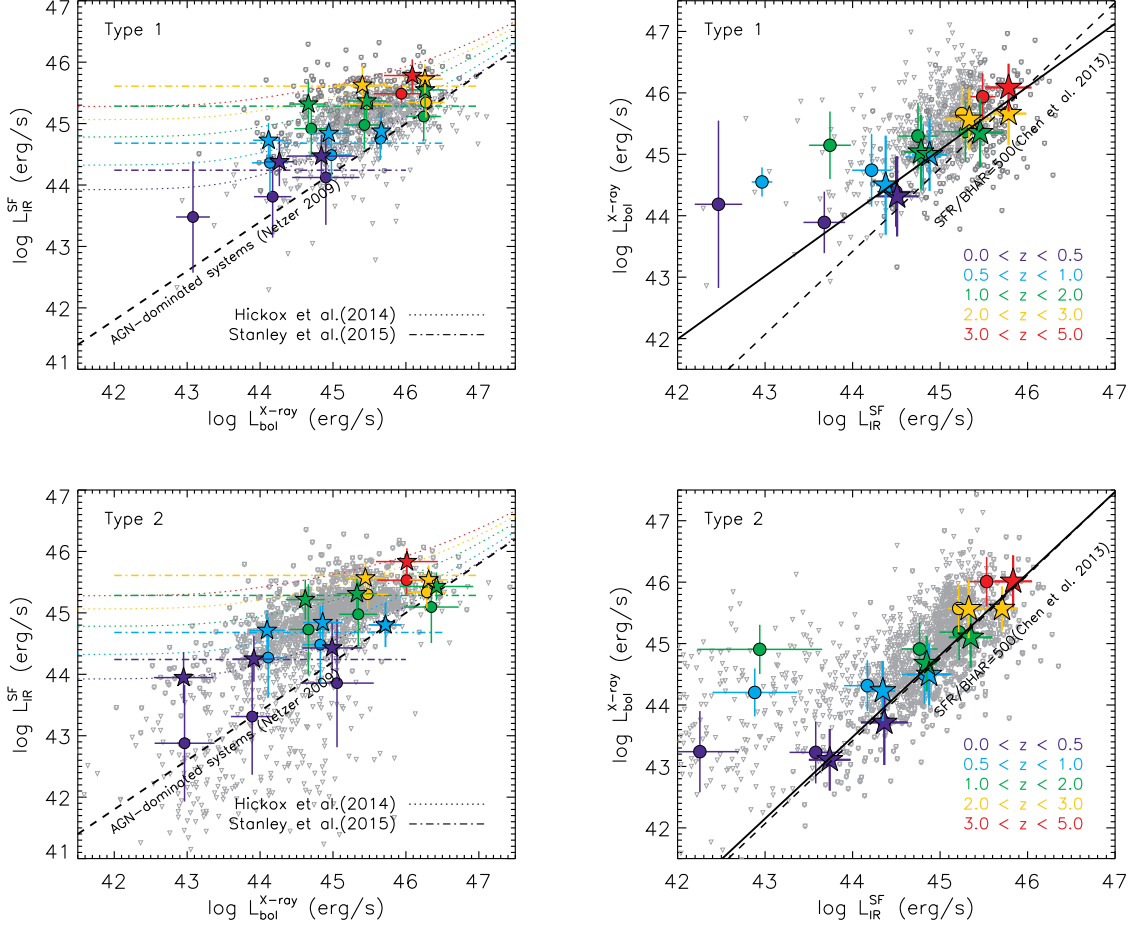 Type 1
47
46
45
44
43
42
41
log L_IR^SF (erg/s)
AGN-dominated systems (Netzer 2009)
Hickox et al.(2014)
Stanley et al.(2015)
42 43 44 45 46 47
log L_bol^X-ray (erg/s)
Type 1
47
46
45
44
43
42
log L_bol^X-ray (erg/s)
SFR/BHAR=500(Chen et al. 2013)
0.0 < z < 0.5
0.5 < z < 1.0
1.0 < z < 2.0
2.0 < z < 3.0
3.0 < z < 5.0
42 43 44 45 46 47
log L_IR^SF (erg/s)
Type 2
47
46
45
44
43
42
41
log L_IR^SF (erg/s)
AGN-dominated systems (Netzer 2009)
Hickox et al.(2014)
Stanley et al.(2015)
42 43 44 45 46 47
log L_bol^X-ray (erg/s)
Type 2
47
46
45
44
43
42
log L_bol^X-ray (erg/s)
SFR/BHAR=500(Chen et al. 2013)
0.0 < z < 0.5
0.5 < z < 1.0
1.0 < z < 2.0
2.0 < z < 3.0
3.0 < z < 5.0
42 43 44 45 46 47
log L_IR^SF (erg/s)